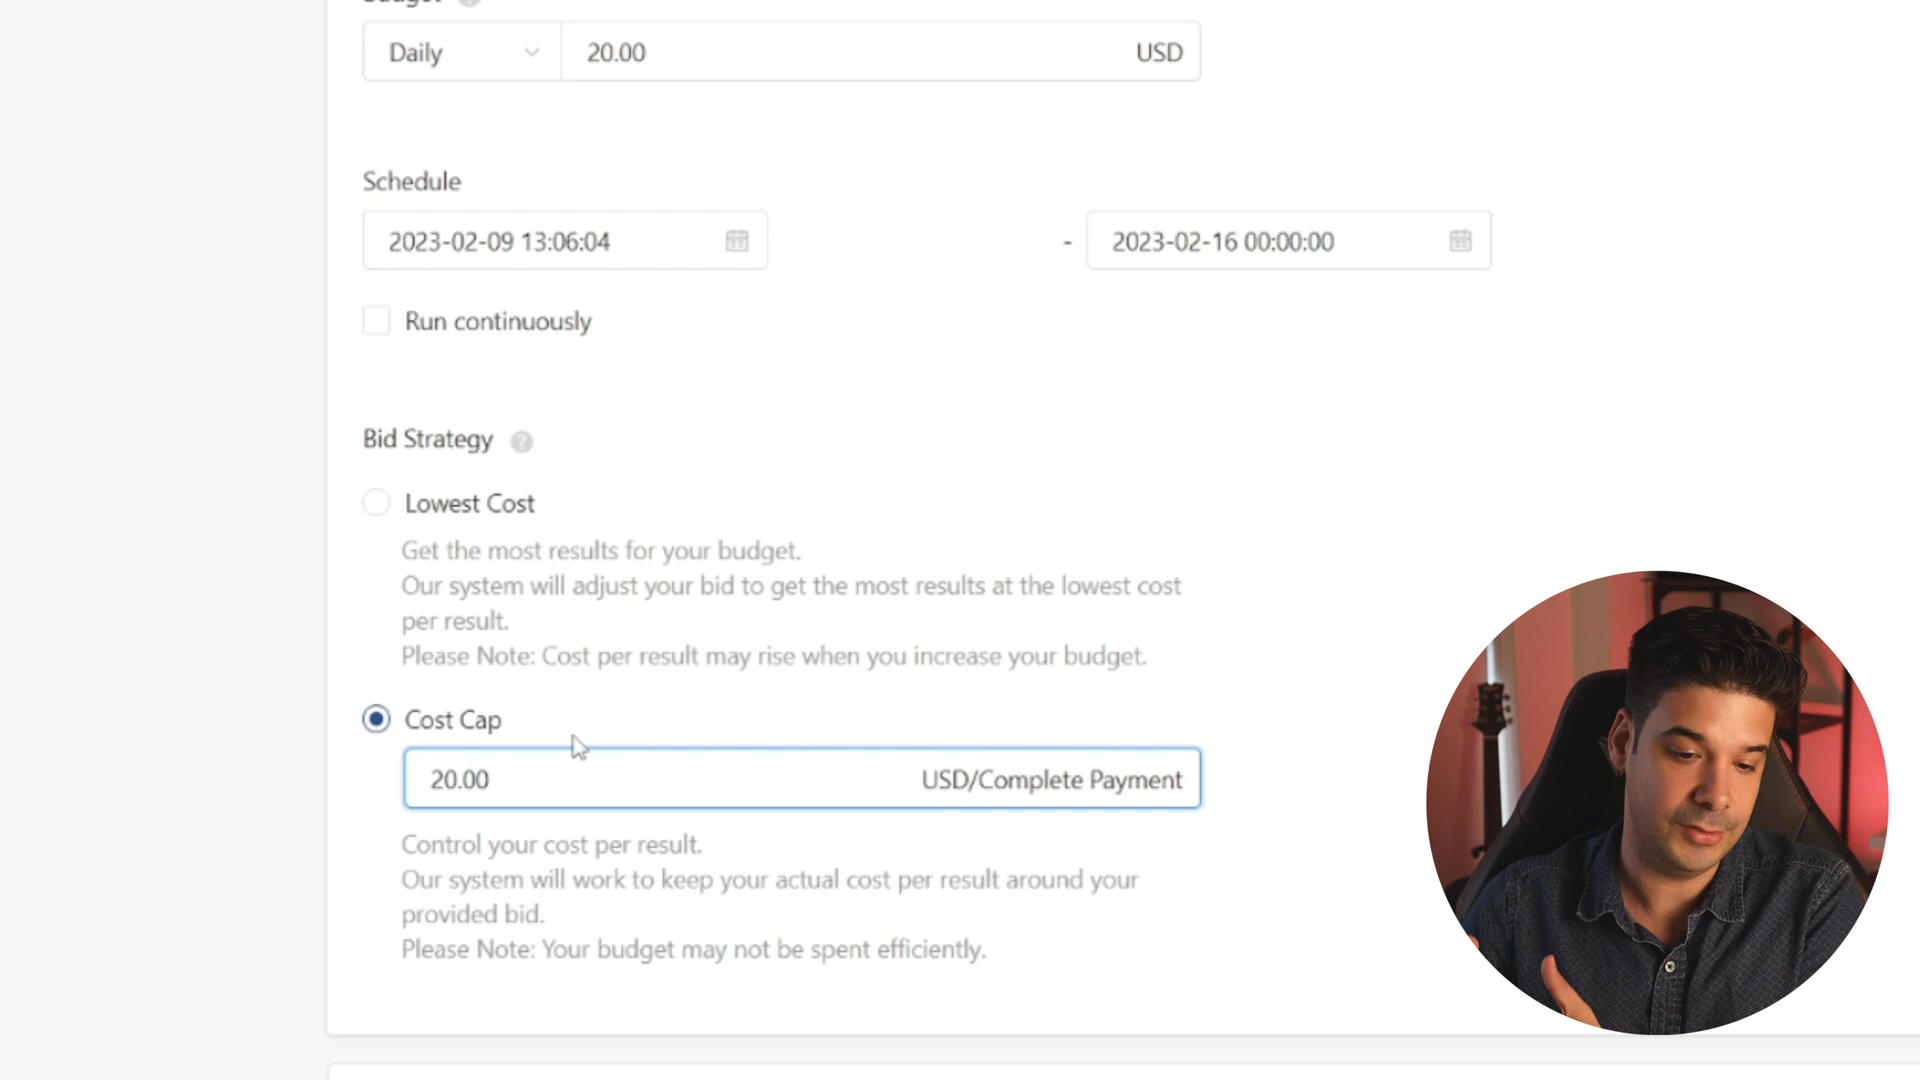 Budget
Daily 20.00 USD
Schedule
2023-02-09 13:06:04 - 2023-02-16 00:00:00
Run continuously
Bid Strategy ?
Lowest Cost
Get the most results for your budget.
Our system will adjust your bid to get the most results at the lowest cost
per result.
Please Note: Cost per result may rise when you increase your budget.
Cost Cap
20.00 USD/Complete Payment
Control your cost per result.
Our system will work to keep your actual cost per result around your
provided bid.
Please Note: Your budget may not be spent efficiently.